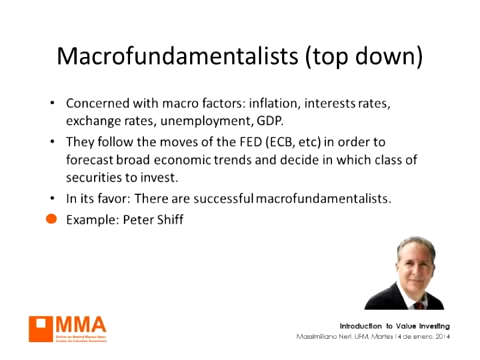 Macrofundamentalists (top down)
• Concerned with macro factors: inflation, interests rates,
exchange rates, unemployment, GDP.
• They follow the moves of the FED (ECB, etc) in order to
forecast broad economic trends and decide in which class of
securities to invest.
• In its favor: There are successful macrofundamentalists.
Example: Peter Shiff
MMA
Introduction to Value Investing
Massimiliano Neri, UFM, Martes 14 de enero, 2014